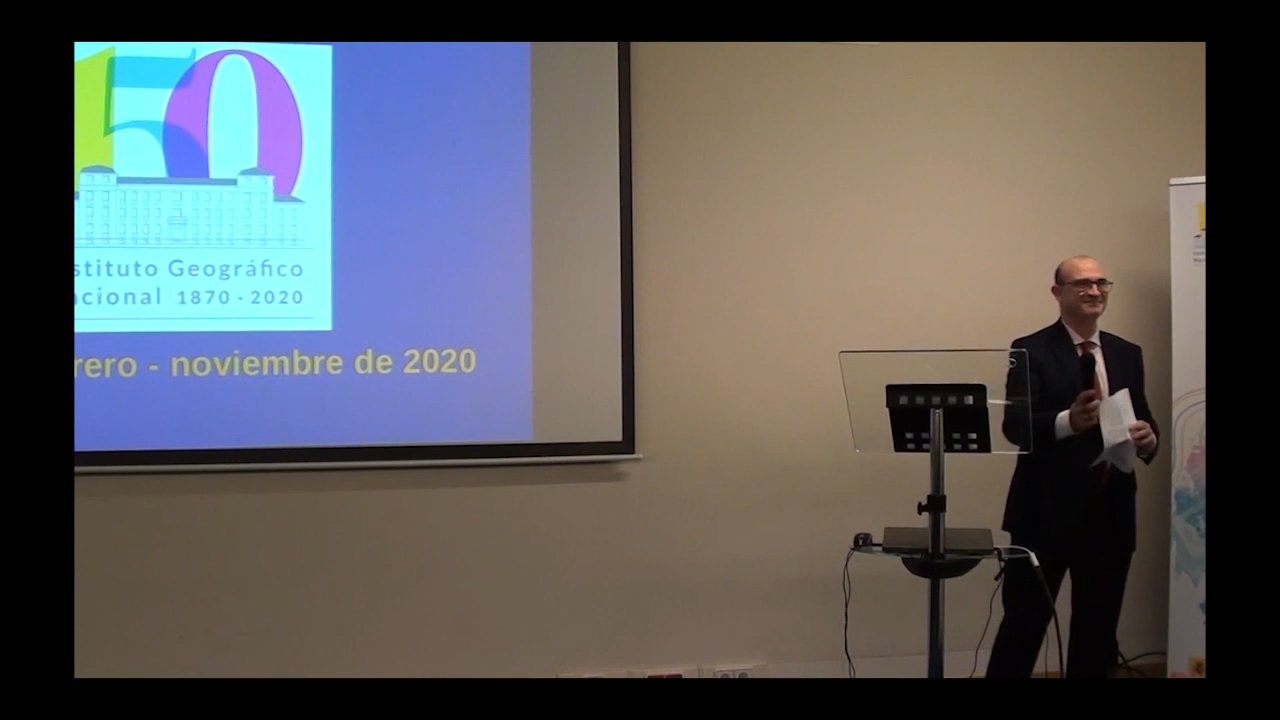 150
stituto Geográfico
cional 1870 · 2020
rero - noviembre de 2020